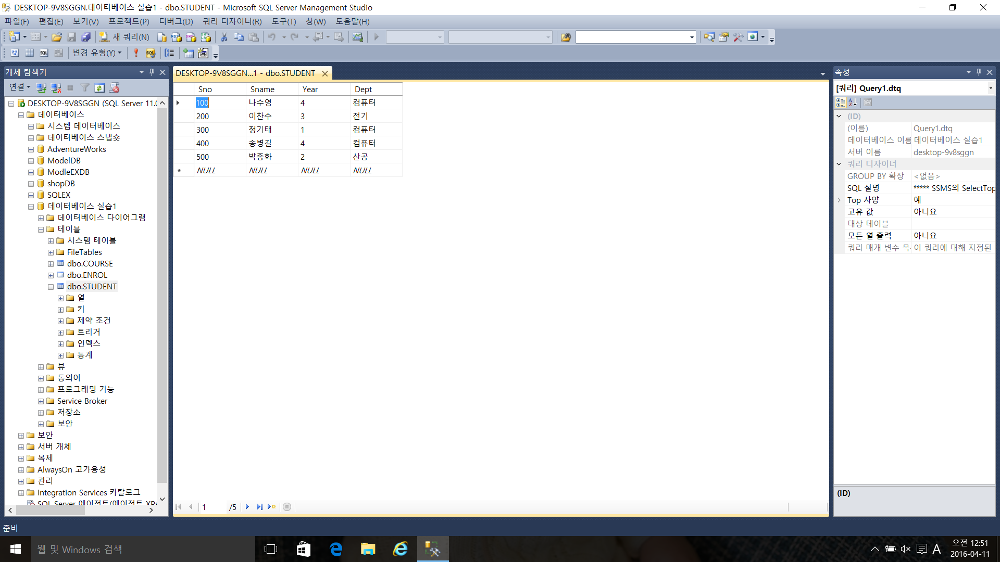 DESKTOP-9V8SGGN.데이터베이스 실습1 - dbo.STUDENT - Microsoft SQL Server Management Studio
파일(F) 편집(E) 보기(V) 프로젝트(P) 디버그(D) 쿼리 디자이너(R) 도구(T) 창(W) 도움말(H)
새 쿼리(N)
변경 유형(Y)
개체 탐색기
연결
DESKTOP-9V8SGGN (SQL Server 11.0
데이터베이스
시스템 데이터베이스
데이터베이스 스냅숏
AdventureWorks
ModelDB
ModleEXDB
shopDB
SQLEX
데이터베이스 실습1
데이터베이스 다이어그램
테이블
시스템 테이블
FileTables
dbo.COURSE
dbo.ENROL
dbo.STUDENT
열
키
제약 조건
트리거
인덱스
통계
뷰
동의어
프로그래밍 기능
Service Broker
저장소
보안
보안
서버 개체
복제
AlwaysOn 고가용성
관리
Integration Services 카탈로그
SQL Server 에이전트(에이전트 XPs
DESKTOP-9V8SGGN...1 - dbo.STUDENT
Sno Sname Year Dept
100 나수영 4 컴퓨터
200 이찬수 3 전기
300 정기태 1 컴퓨터
400 송병길 4 컴퓨터
500 박종화 2 산공
NULL NULL NULL NULL
1 /5
속성
[쿼리] Query1.dtq
(ID)
(이름) Query1.dtq
데이터베이스 이름 데이터베이스 실습1
서버 이름 desktop-9v8sggn
쿼리 디자이너
GROUP BY 확장 <없음>
SQL 설명 ***** SSMS의 SelectTop
Top 사양 예
고유 값 아니요
대상 테이블
모든 열 출력 아니요
쿼리 매개 변수 목 이 쿼리에 대해 지정된
(ID)
준비
웹 및 Windows 검색
A
오전 12:51
2016-04-11